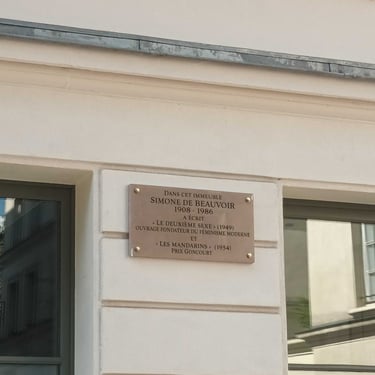 DANS CET IMMEUBLE
SIMONE DE BEAUVOIR
1908 - 1986
A ÉCRIT
« LE DEUXIÈME SEXE » (1949)
OUVRAGE FONDATEUR DU FÉMINISME MODERNE
ET
« LES MANDARINS » (1954)
PRIX GONCOURT